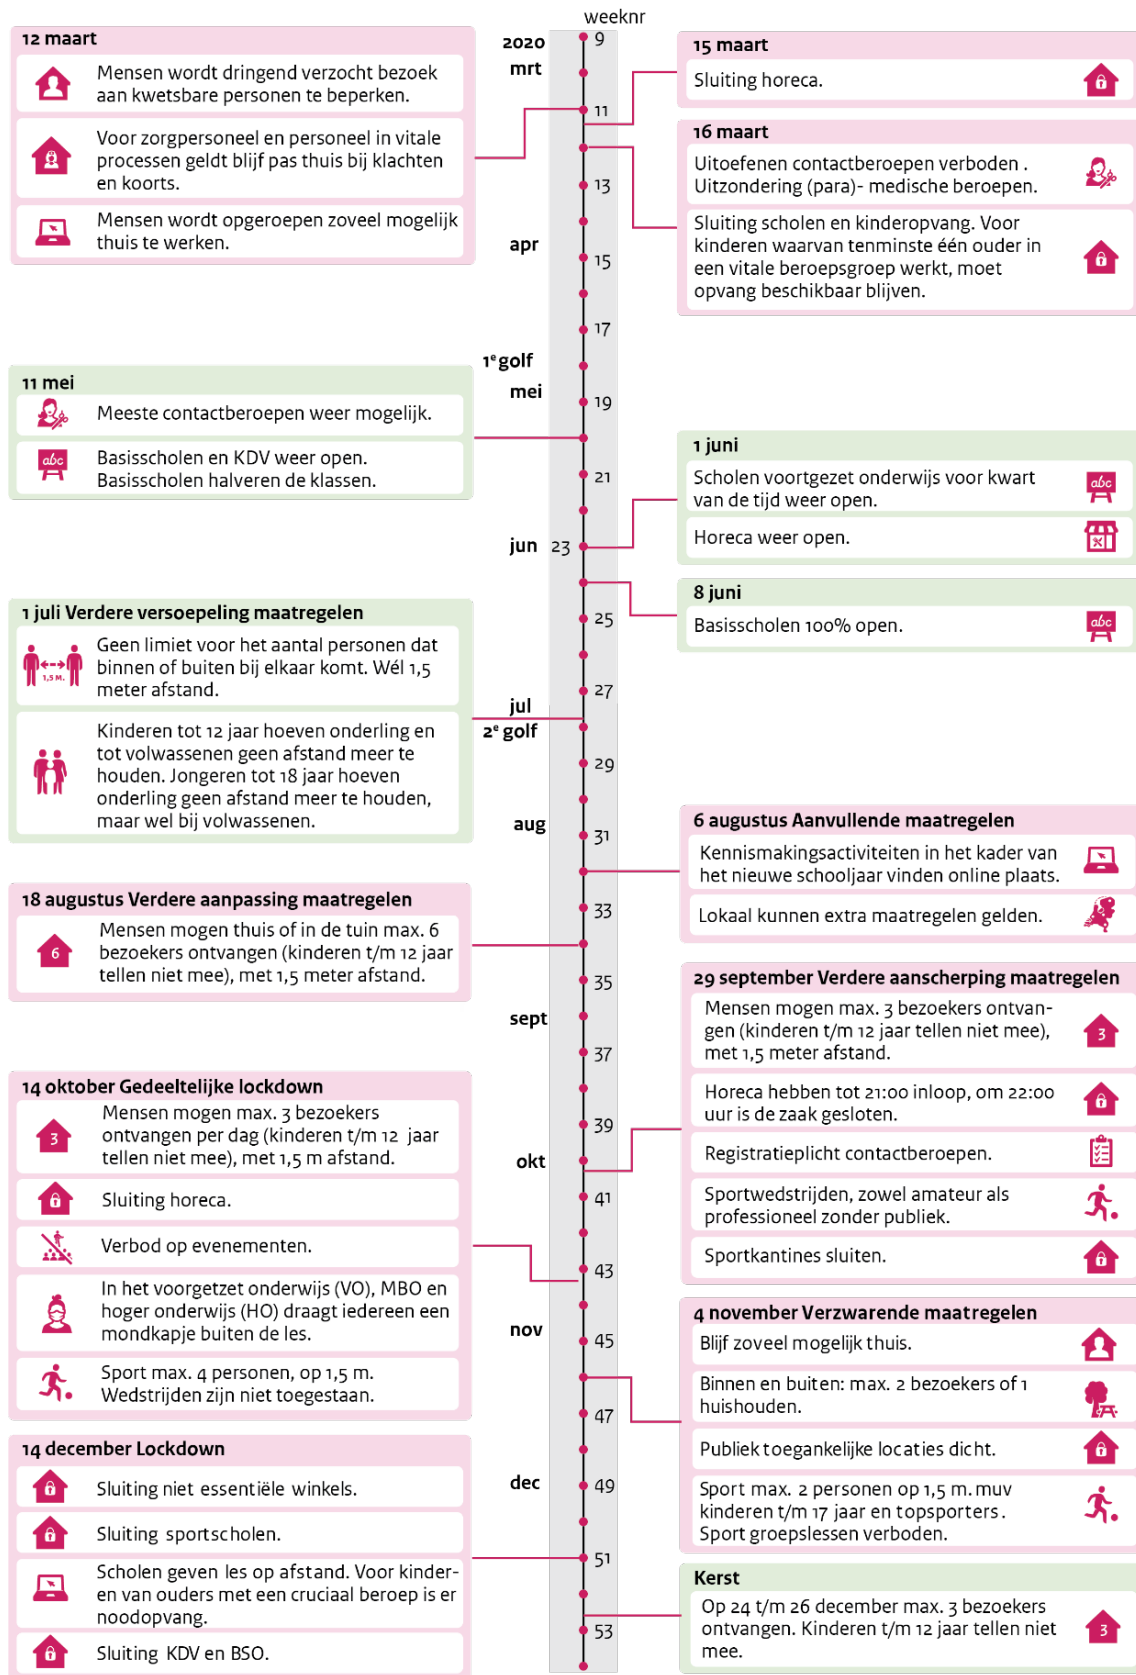 weeknr
2020
mrt
9
11
13
apr
15
17
1e golf
mei
19
21
jun
23
25
27
jul
2e golf
29
aug
31
33
35
sept
37
39
okt
41
43
nov
45
47
dec
49
51
53
12 maart
Mensen wordt dringend verzocht bezoek
aan kwetsbare personen te beperken.
Voor zorgpersoneel en personeel in vitale
processen geldt blijf pas thuis bij klachten
en koorts.
Mensen wordt opgeroepen zoveel mogelijk
thuis te werken.
15 maart
Sluiting horeca.
16 maart
Uitoefenen contactberoepen verboden .
Uitzondering (para)- medische beroepen.
Sluiting scholen en kinderopvang. Voor
kinderen waarvan tenminste één ouder in
een vitale beroepsgroep werkt, moet
opvang beschikbaar blijven.
11 mei
Meeste contactberoepen weer mogelijk.
abc
Basisscholen en KDV weer open.
Basisscholen halveren de klassen.
1 juni
Scholen voortgezet onderwijs voor kwart
van de tijd weer open.
abc
Horeca weer open.
8 juni
Basisscholen 100% open.
abc
1 juli Verdere versoepeling maatregelen
1,5 M.
Geen limiet voor het aantal personen dat
binnen of buiten bij elkaar komt. Wél 1,5
meter afstand.
Kinderen tot 12 jaar hoeven onderling en
tot volwassenen geen afstand meer te
houden. Jongeren tot 18 jaar hoeven
onderling geen afstand meer te houden,
maar wel bij volwassenen.
6 augustus Aanvullende maatregelen
Kennismakingsactiviteiten in het kader van
het nieuwe schooljaar vinden online plaats.
Lokaal kunnen extra maatregelen gelden.
18 augustus Verdere aanpassing maatregelen
6
Mensen mogen thuis of in de tuin max. 6
bezoekers ontvangen (kinderen t/m 12 jaar
tellen niet mee), met 1,5 meter afstand.
29 september Verdere aanscherping maatregelen
Mensen mogen max. 3 bezoekers ontvan-
gen (kinderen t/m 12 jaar tellen niet mee),
met 1,5 meter afstand.
3
Horeca hebben tot 21:00 inloop, om 22:00
uur is de zaak gesloten.
Registratieplicht contactberoepen.
Sportwedstrijden, zowel amateur als
professioneel zonder publiek.
Sportkantines sluiten.
14 oktober Gedeeltelijke lockdown
3
Mensen mogen max. 3 bezoekers
ontvangen per dag (kinderen t/m 12 jaar
tellen niet mee), met 1,5 m afstand.
Sluiting horeca.
Verbod op evenementen.
In het voorgetzet onderwijs (VO), MBO en
hoger onderwijs (HO) draagt iedereen een
mondkapje buiten de les.
Sport max. 4 personen, op 1,5 m.
Wedstrijden zijn niet toegestaan.
4 november Verzwarende maatregelen
Blijf zoveel mogelijk thuis.
Binnen en buiten: max. 2 bezoekers of 1
huishouden.
Publiek toegankelijke locaties dicht.
Sport max. 2 personen op 1,5 m. muv
kinderen t/m 17 jaar en topsporters .
Sport groepslessen verboden.
14 december Lockdown
Sluiting niet essentiële winkels.
Sluiting sportscholen.
Scholen geven les op afstand. Voor kinder-
en van ouders met een cruciaal beroep is er
noodopvang.
Sluiting KDV en BSO.
Kerst
Op 24 t/m 26 december max. 3 bezoekers
ontvangen. Kinderen t/m 12 jaar tellen niet
mee.
3